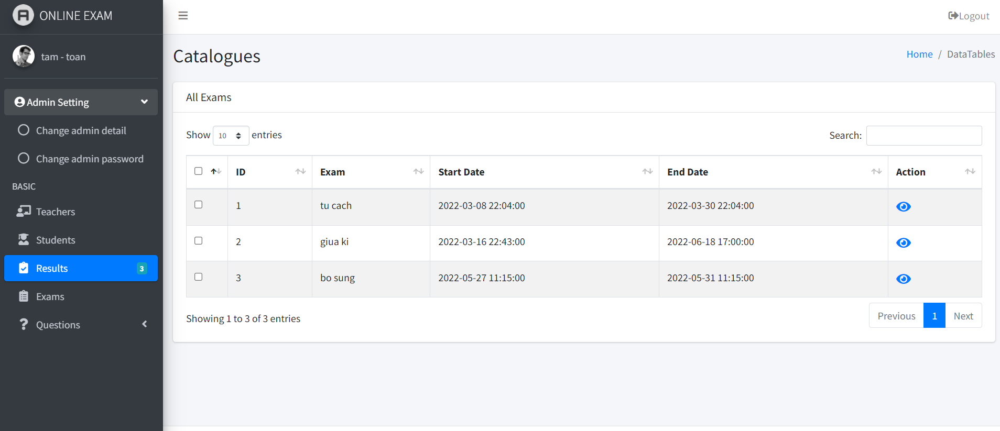 ONLINE EXAM
Logout
tam - toan
Catalogues
Home / DataTables
Admin Setting
Change admin detail
Change admin password
BASIC
Teachers
Students
Results 3
Exams
Questions
All Exams
Show 10 entries
Search:
ID Exam Start Date End Date Action
1 tu cach 2022-03-08 22:04:00 2022-03-30 22:04:00
2 giua ki 2022-03-16 22:43:00 2022-06-18 17:00:00
3 bo sung 2022-05-27 11:15:00 2022-05-31 11:15:00
Showing 1 to 3 of 3 entries
Previous 1 Next